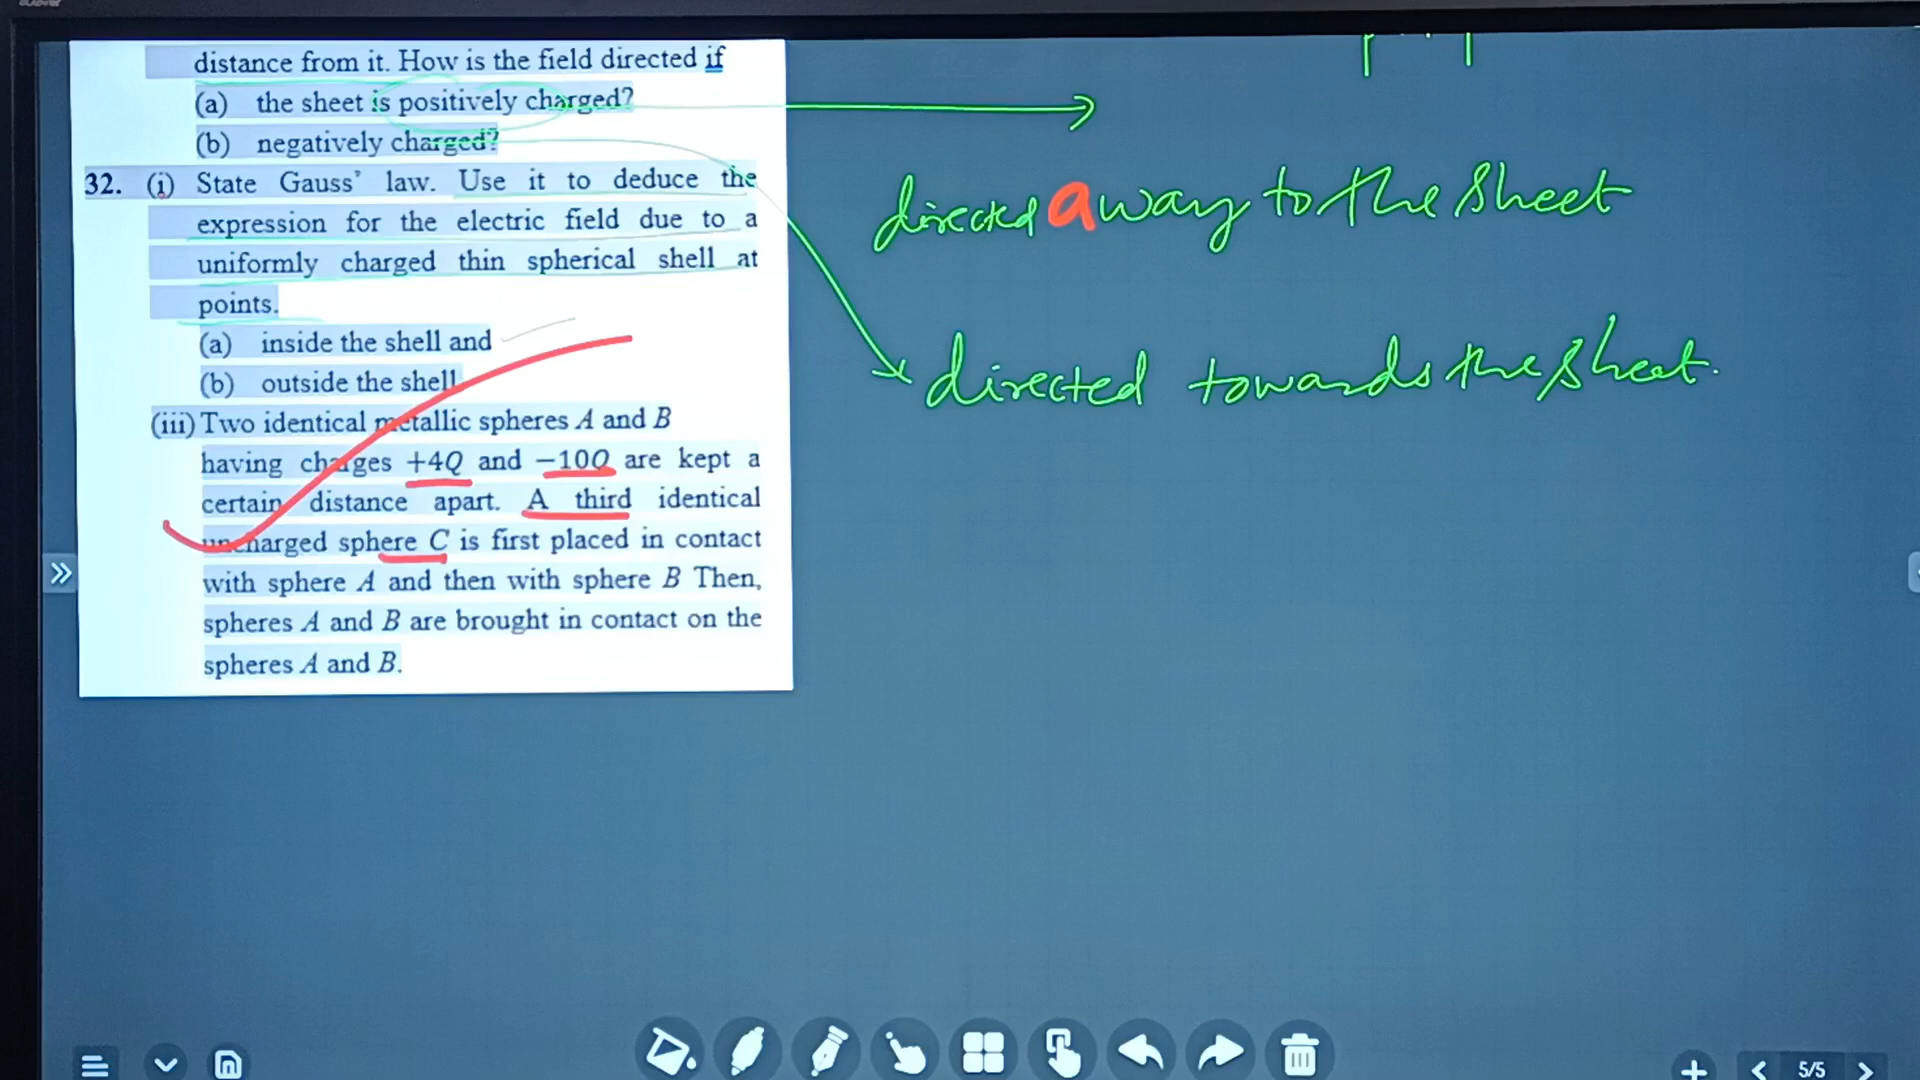 distance from it. How is the field directed if
(a) the sheet is positively charged?
(b) negatively charged?
32. (i) State Gauss' law. Use it to deduce the
expression for the electric field due to a
uniformly charged thin spherical shell at
points.
(a) inside the shell and
(b) outside the shell.
(iii) Two identical metallic spheres A and B
having charges +4Q and −10Q are kept a
certain distance apart. A third identical
uncharged sphere C is first placed in contact
with sphere A and then with sphere B Then,
spheres A and B are brought in contact on the
spheres A and B.
directed away to the sheet
directed towards the sheet.
5/5